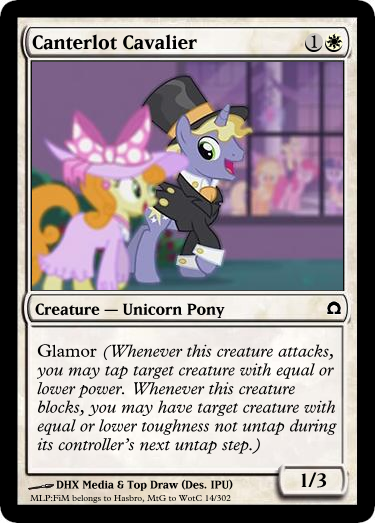 Canterlot Cavalier 1
Creature — Unicorn Pony Ω
Glamor (Whenever this creature attacks,
you may tap target creature with equal or
lower power. Whenever this creature
blocks, you may have target creature with
equal or lower toughness not untap during
its controller's next untap step.)
DHX Media & Top Draw (Des. IPU)
1/3
MLP:FiM belongs to Hasbro, MtG to WotC 14/302